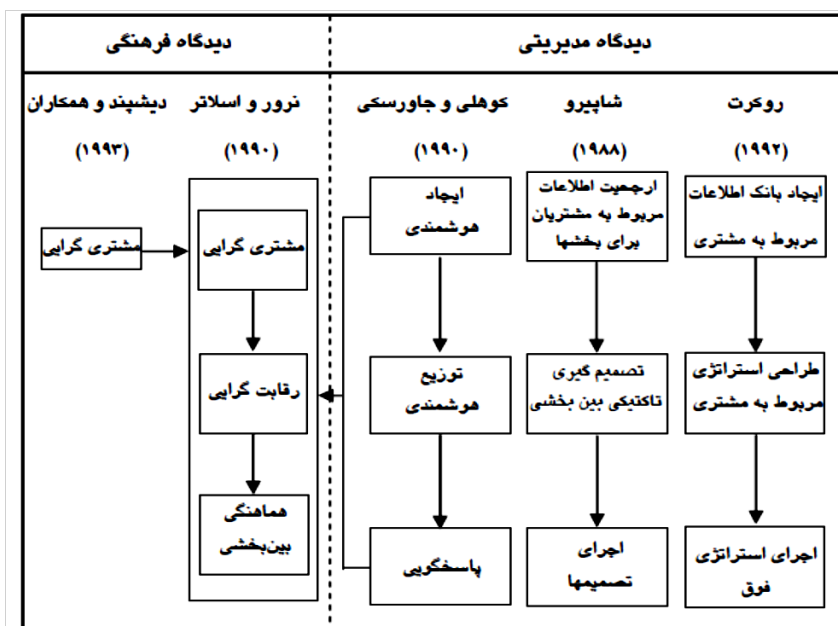 دیدگاه مدیریتی
دیدگاه فرهنگی
روکرت
(۱۹۹۲)
ایجاد بانک اطلاعات
مربوط به مشتری
طراحی استراتژی
مربوط به مشتری
اجرای استراتژی
فوق
شاپیرو
(۱۹۸۸)
ارجعیت اطلاعات
مربوط به مشتریان
برای بخشها
تصمیم گیری
تاکتیکی بین بخشی
اجرای
تصمیمها
کوهلی و جاورسکی
(۱۹۹۰)
ایجاد
هوشمندی
توزیع
هوشمندی
پاسخگویی
نرور و اسلاتر
(۱۹۹۰)
مشتری گرایی
رقابت گرایی
هماهنگی
بین‌بخشی
دیشپند و همکاران
(۱۹۹۳)
مشتری گرایی